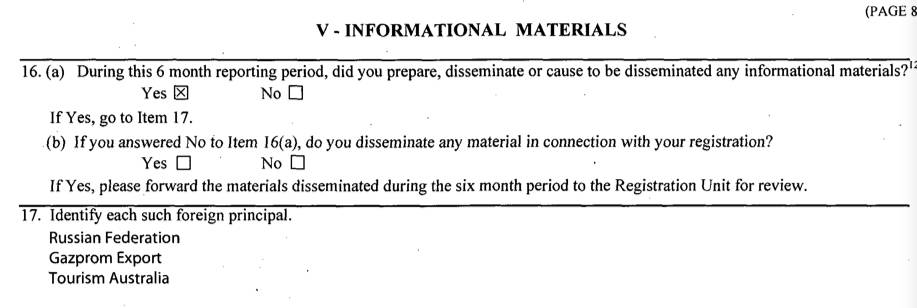 (PAGE 8
V - INFORMATIONAL MATERIALS
16. (a) During this 6 month reporting period, did you prepare, disseminate or cause to be disseminated any informational materials?12
Yes ☒ No ☐
If Yes, go to Item 17.
(b) If you answered No to Item 16(a), do you disseminate any material in connection with your registration?
Yes ☐ No ☐
If Yes, please forward the materials disseminated during the six month period to the Registration Unit for review.
17. Identify each such foreign principal.
Russian Federation
Gazprom Export
Tourism Australia